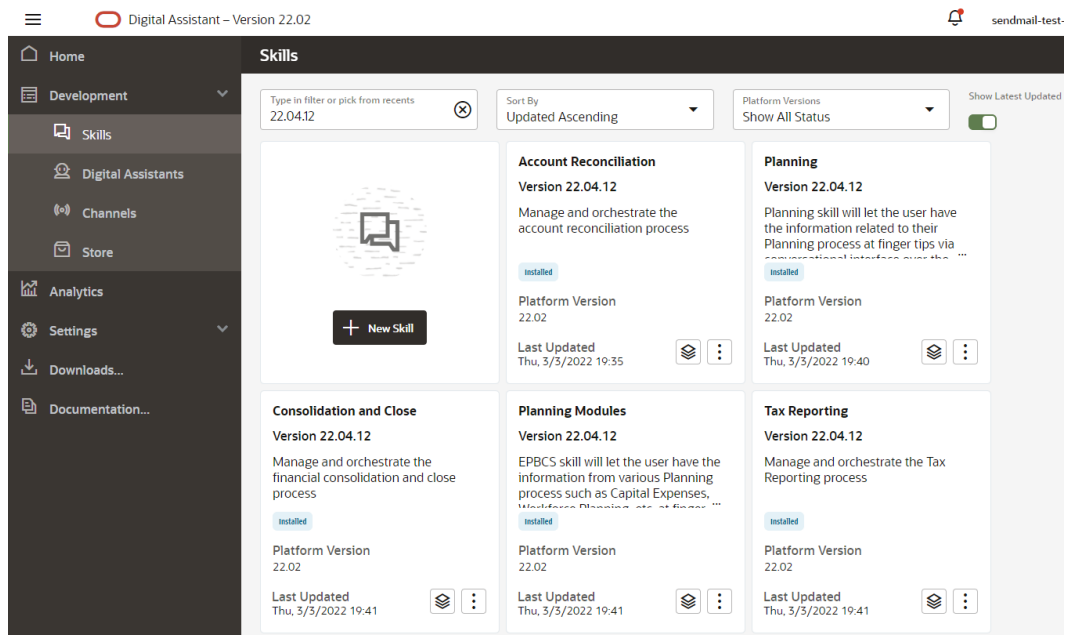 Digital Assistant – Version 22.02
sendmail-test-
Home
Development
Skills
Digital Assistants
Channels
Store
Analytics
Settings
Downloads...
Documentation...
Skills
Type in filter or pick from recents
22.04.12
Sort By
Updated Ascending
Platform Versions
Show All Status
Show Latest Updated
New Skill
Account Reconciliation
Version 22.04.12
Manage and orchestrate the
account reconciliation process
Installed
Platform Version
22.02
Last Updated
Thu, 3/3/2022 19:35
Planning
Version 22.04.12
Planning skill will let the user have
the information related to their
Planning process at finger tips via
conversational interface over the ...
Installed
Platform Version
22.02
Last Updated
Thu, 3/3/2022 19:40
Consolidation and Close
Version 22.04.12
Manage and orchestrate the
financial consolidation and close
process
Installed
Platform Version
22.02
Last Updated
Thu, 3/3/2022 19:41
Planning Modules
Version 22.04.12
EPBCS skill will let the user have the
information from various Planning
process such as Capital Expenses,
Workforce Planning, etc. at finger ...
Installed
Platform Version
22.02
Last Updated
Thu, 3/3/2022 19:41
Tax Reporting
Version 22.04.12
Manage and orchestrate the Tax
Reporting process
Installed
Platform Version
22.02
Last Updated
Thu, 3/3/2022 19:41